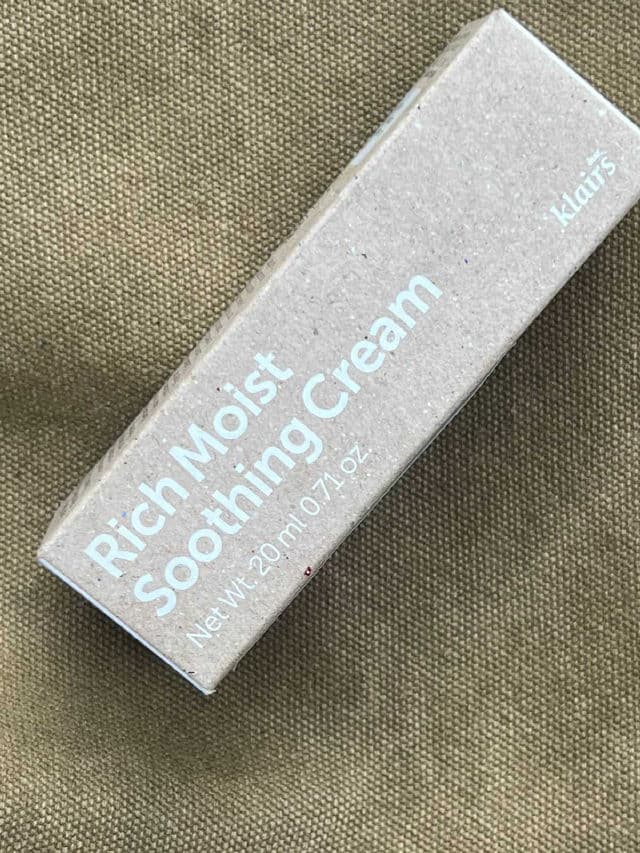 Rich Moist
Soothing Cream
Net Wt. 20 ml 0.71 oz.
klairs